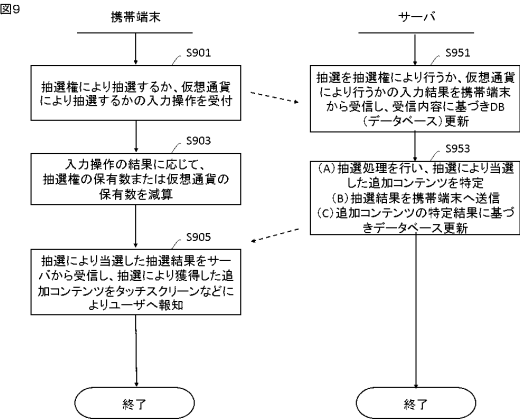 図9
携帯端末
サーバ
S901
抽選権により抽選するか、仮想通貨
により抽選するかの入力操作を受付
S951
抽選を抽選権により行うか、仮想通貨
により行うかの入力結果を携帯端末
から受信し、受信内容に基づきDB
（データベース）更新
S903
入力操作の結果に応じて、
抽選権の保有数または仮想通貨の
保有数を減算
S953
（A）抽選処理を行い、抽選により当選
した追加コンテンツを特定
（B）抽選結果を携帯端末へ送信
（C）追加コンテンツの特定結果に基づ
きデータベース更新
S905
抽選により当選した抽選結果をサー
バから受信し、抽選により獲得した追
加コンテンツをタッチスクリーンなどに
よりユーザへ報知
終了
終了